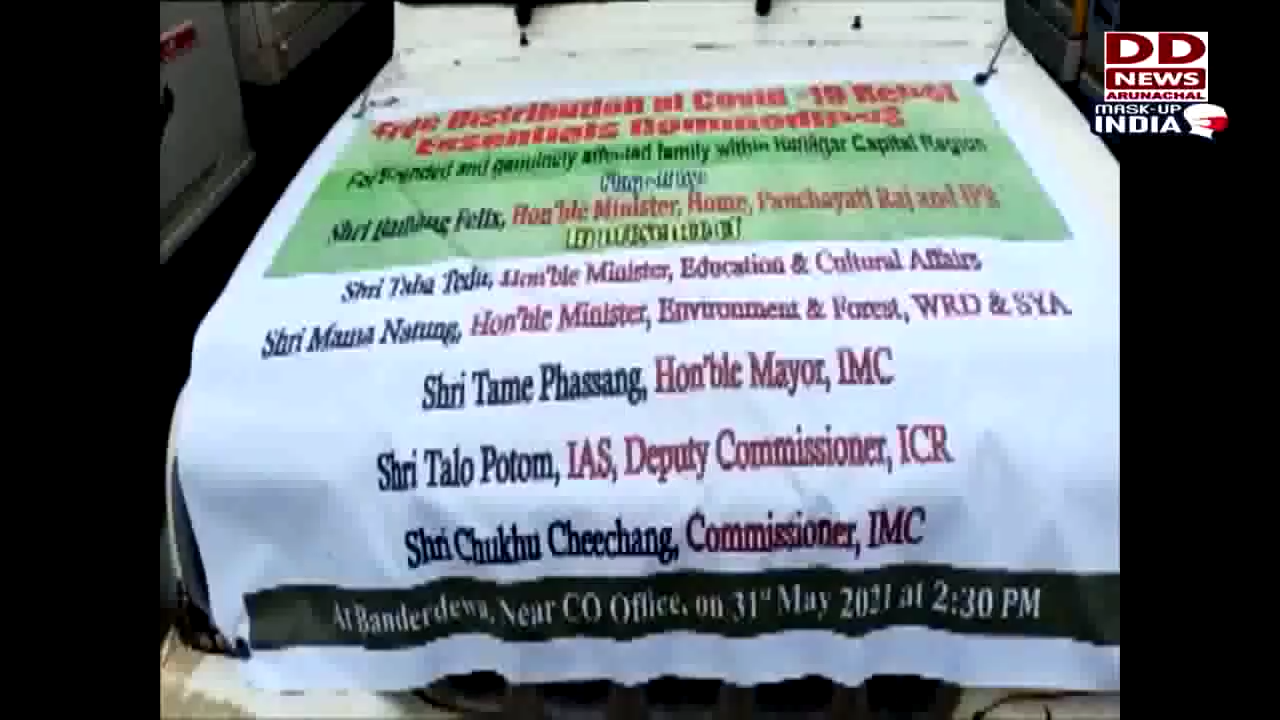 DD
NEWS
ARUNACHAL
MASK-UP
INDIA
Free Distribution of Covid -19 Relief
Essentials
For and genuinely affected family within Itanagar Capital Region
Shri Felix, Hon'ble Minister, Home, Panchayati Raj and IPR
Shri Taba Tedir, Hon'ble Minister, Education & Cultural Affairs
Shri Mama Natung, Hon'ble Minister, Environment & Forest, WRD & SYA
Shri Tame Phassang, Hon'ble Mayor, IMC
Shri Talo Potom, IAS, Deputy Commissioner, ICR
Shri Chukhu Cheechang, Commissioner, IMC
At Banderdewa, Near CO Office, on 31st May 2021 at 2:30 PM